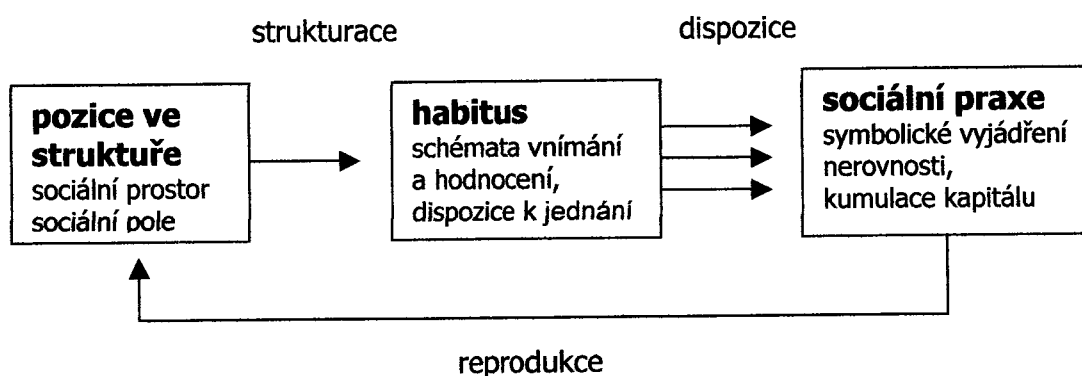 strukturace
dispozice
pozice ve
struktuře
sociální prostor
sociální pole
habitus
schémata vnímání
a hodnocení,
dispozice k jednání
sociální praxe
symbolické vyjádření
nerovnosti,
kumulace kapitálu
reprodukce